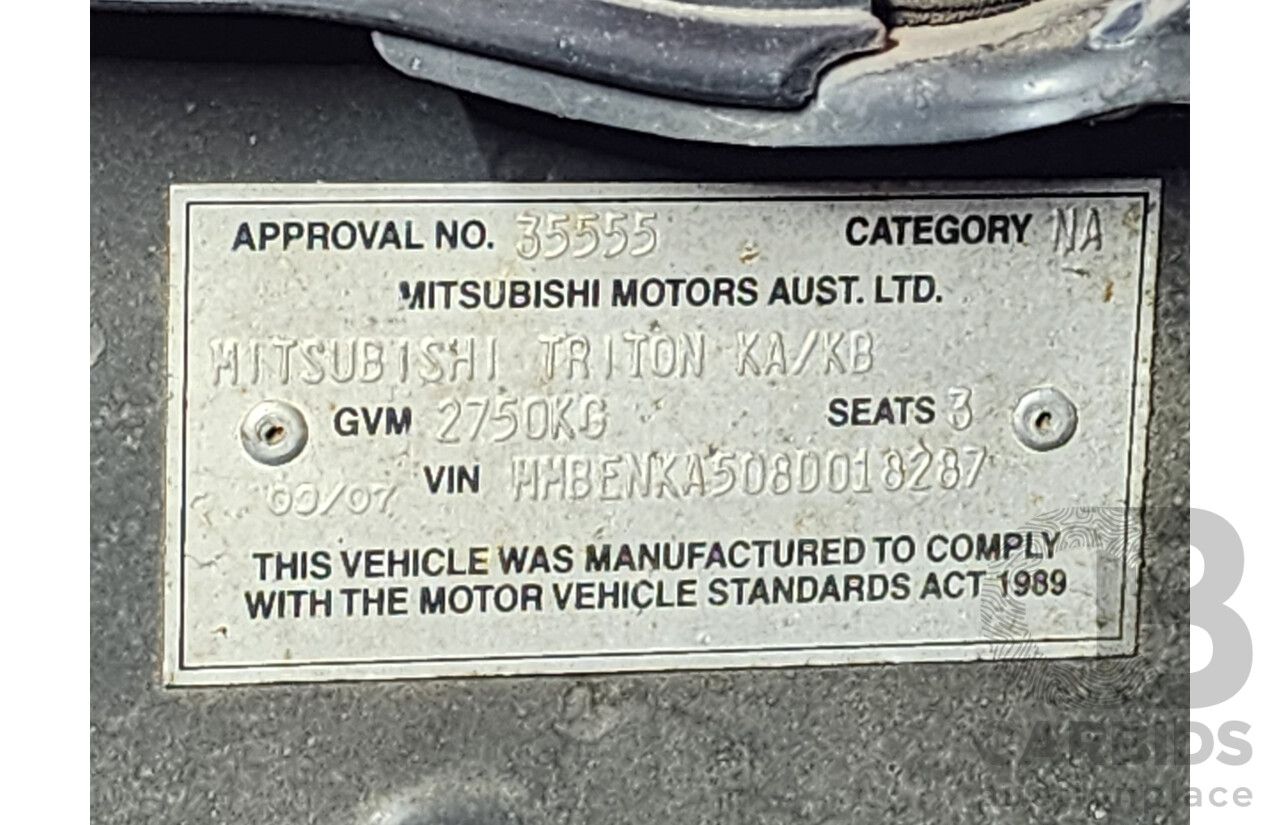 APPROVAL NO. 35555 CATEGORY NA
MITSUBISHI MOTORS AUST. LTD.
MITSUBISHI TRITON KA/KB
GVM 2750KG SEATS 3
09/07 VIN MMBENKA508D018287
THIS VEHICLE WAS MANUFACTURED TO COMPLY
WITH THE MOTOR VEHICLE STANDARDS ACT 1989